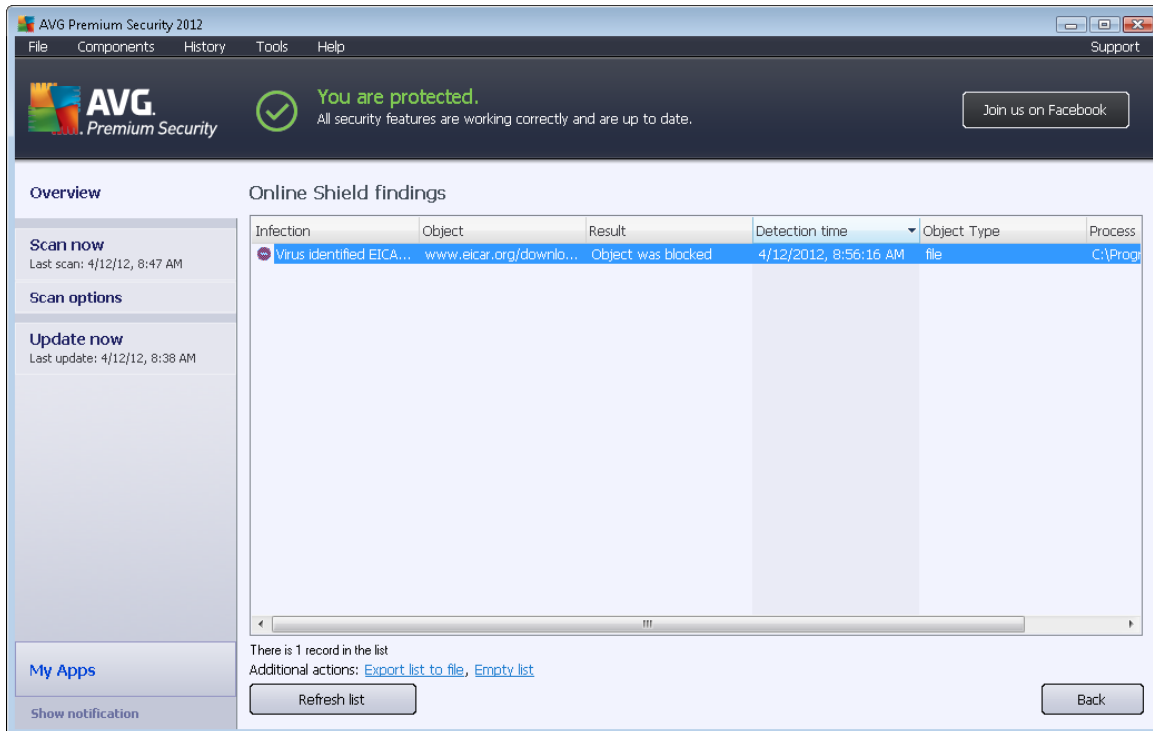 AVG Premium Security 2012
File Components History Tools Help Support
AVG.
Premium Security
You are protected.
All security features are working correctly and are up to date.
Join us on Facebook
Overview
Scan now
Last scan: 4/12/12, 8:47 AM
Scan options
Update now
Last update: 4/12/12, 8:38 AM
My Apps
Show notification
Online Shield findings
Infection Object Result Detection time Object Type Process
Virus identified EICA... www.eicar.org/downlo... Object was blocked 4/12/2012, 8:56:16 AM file C:\Progr
There is 1 record in the list
Additional actions: Export list to file, Empty list
Refresh list Back